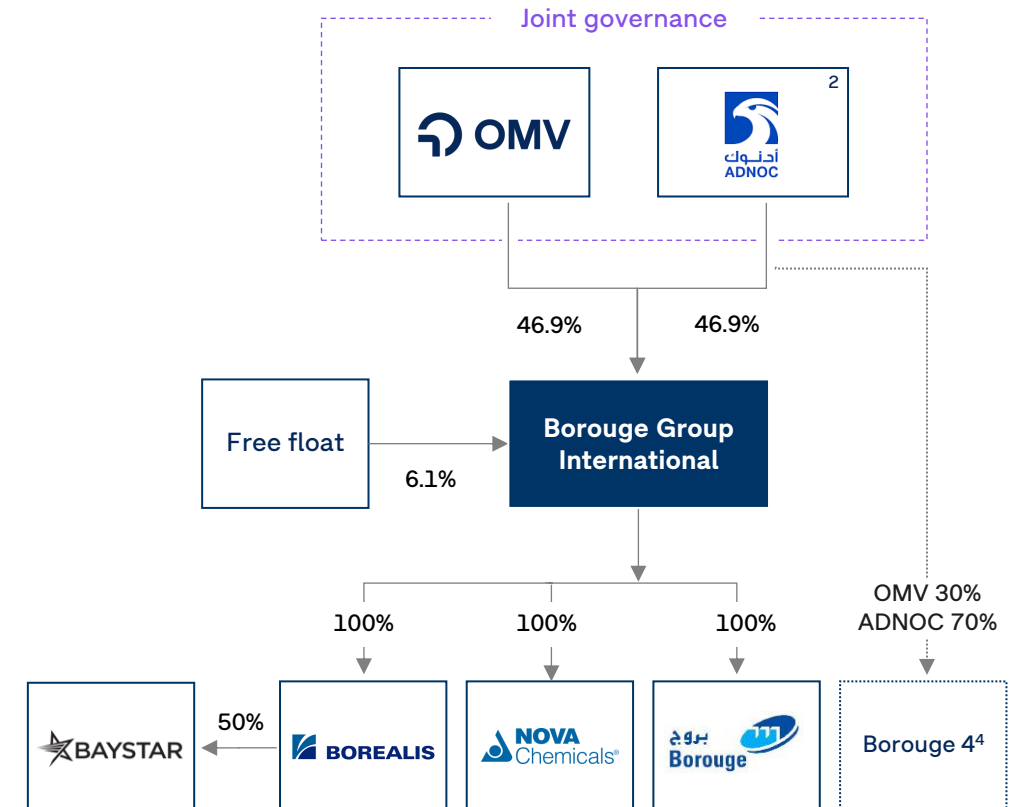 Joint governance
OMV
2
أدنوك
ADNOC
46.9%
46.9%
Free float
6.1%
Borouge Group
International
OMV 30%
ADNOC 70%
100%
100%
100%
BAYSTAR
50%
BOREALIS
NOVA
Chemicals®
بروج
Borouge
Borouge 4⁴